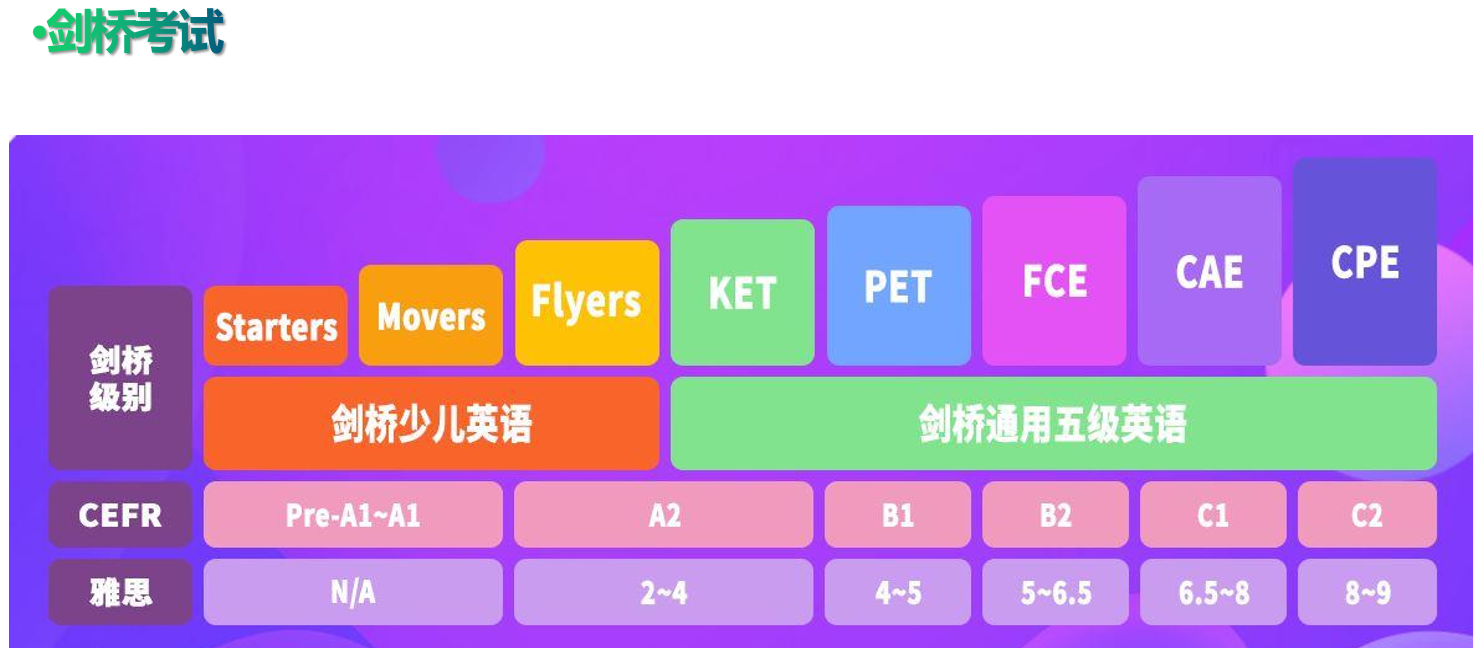 •剑桥考试
剑桥
级别
Starters
Movers
Flyers
KET
PET
FCE
CAE
CPE
剑桥少儿英语
剑桥通用五级英语
CEFR
Pre-A1~A1
A2
B1
B2
C1
C2
雅思
N/A
2~4
4~5
5~6.5
6.5~8
8~9